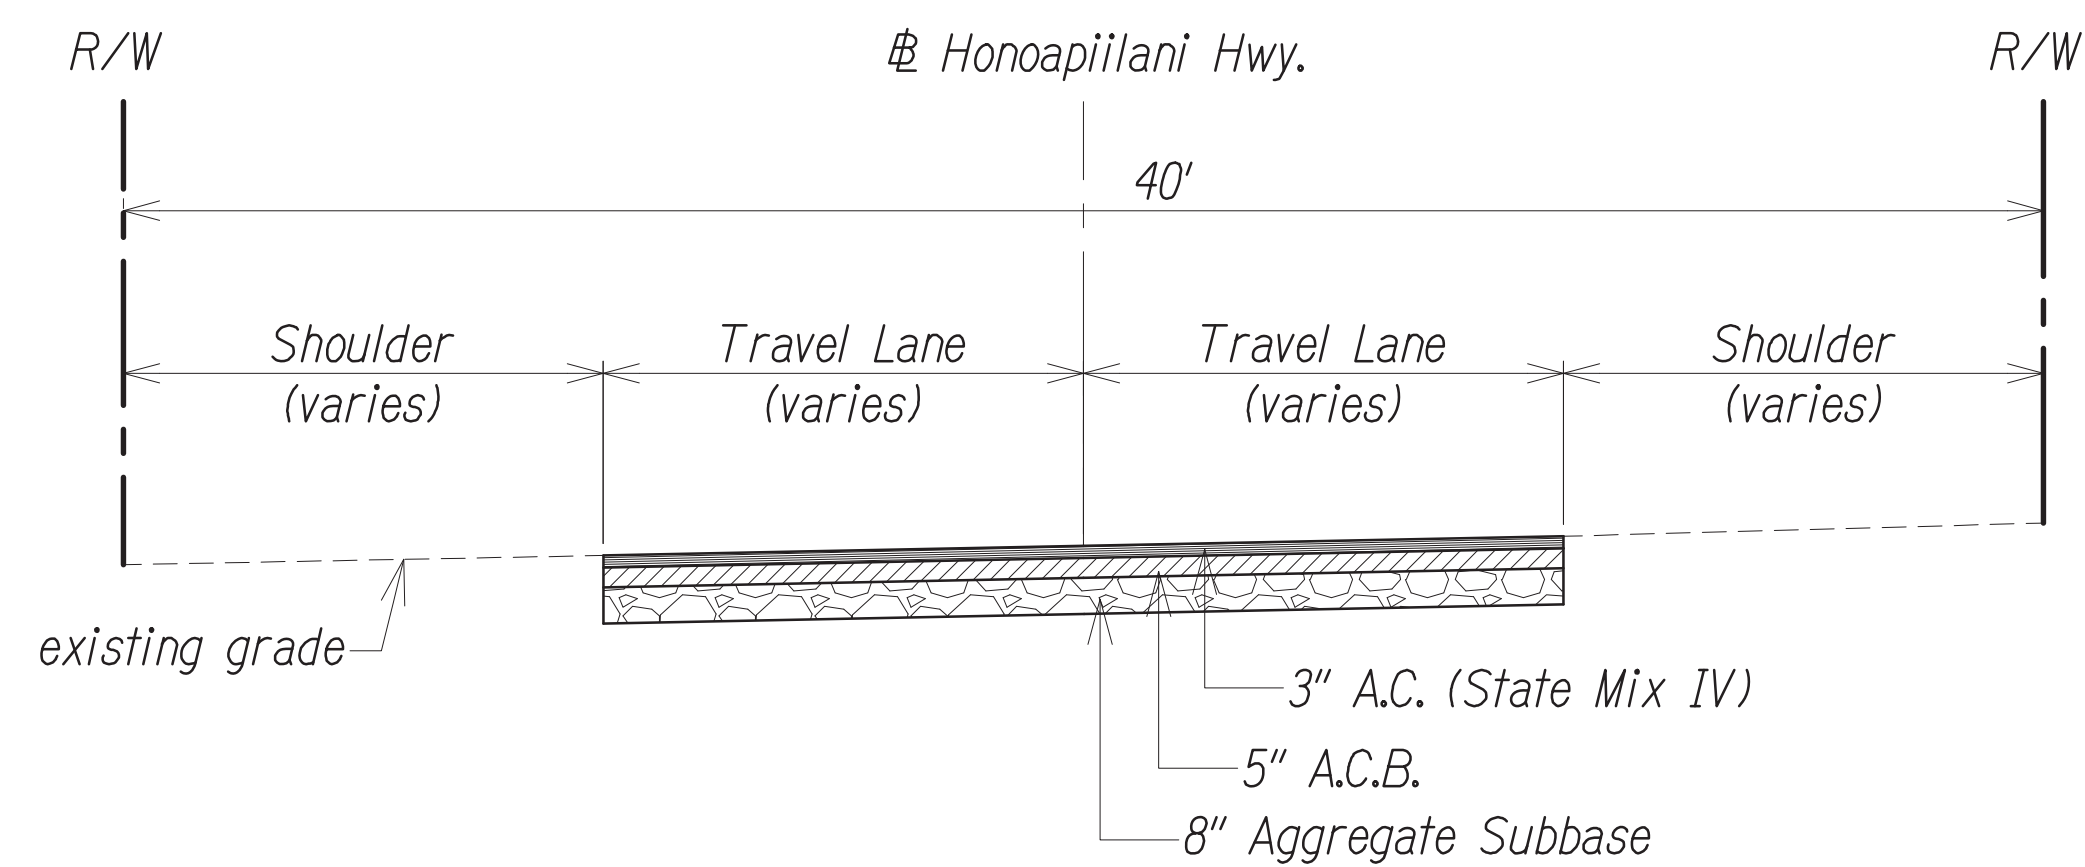 R/W
℄ Honoapiilani Hwy.
R/W
40'
Shoulder
(varies)
Travel Lane
(varies)
Travel Lane
(varies)
Shoulder
(varies)
existing grade
3" A.C. (State Mix IV)
5" A.C.B.
8" Aggregate Subbase